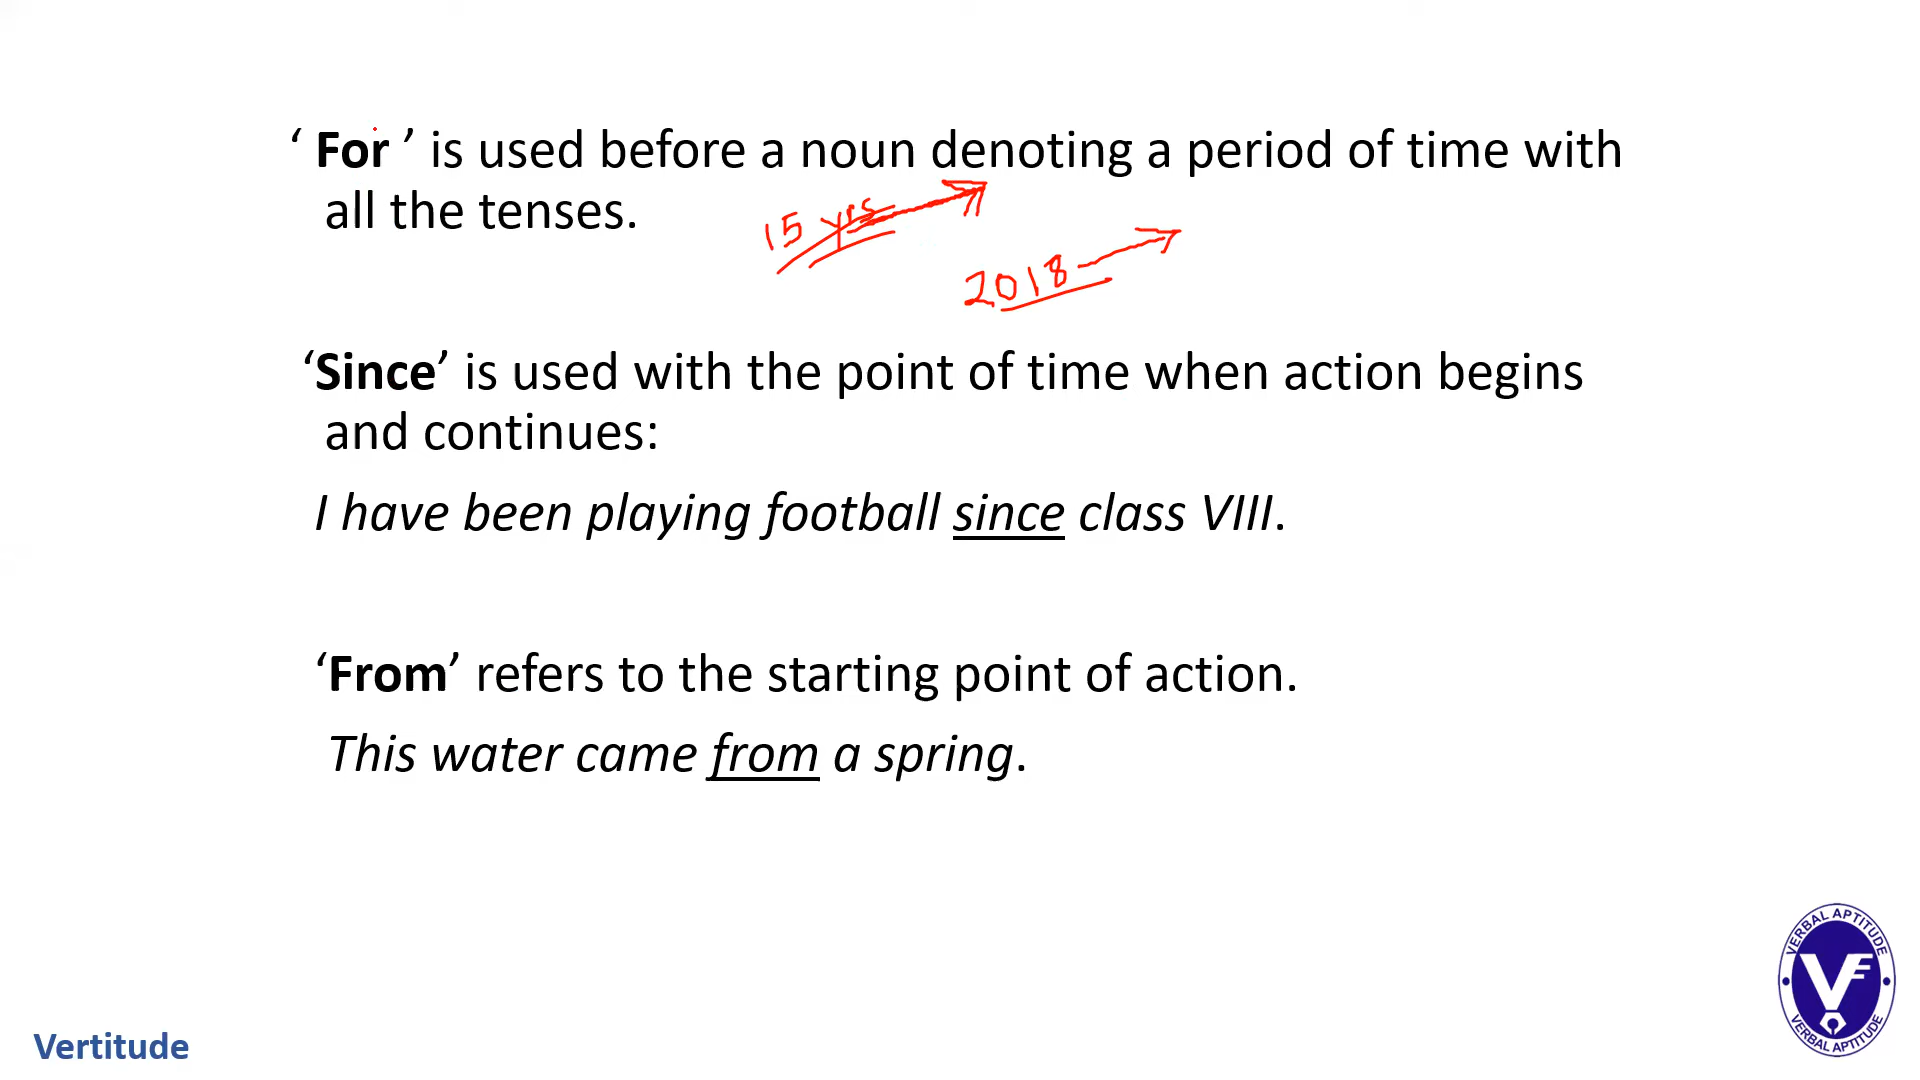 ‘ For ’ is used before a noun denoting a period of time with
all the tenses.
15 yrs
2018
‘Since’ is used with the point of time when action begins
and continues:
I have been playing football since class VIII.
‘From’ refers to the starting point of action.
This water came from a spring.
VERBAL APTITUDE
VERBAL APTITUDE
Vertitude